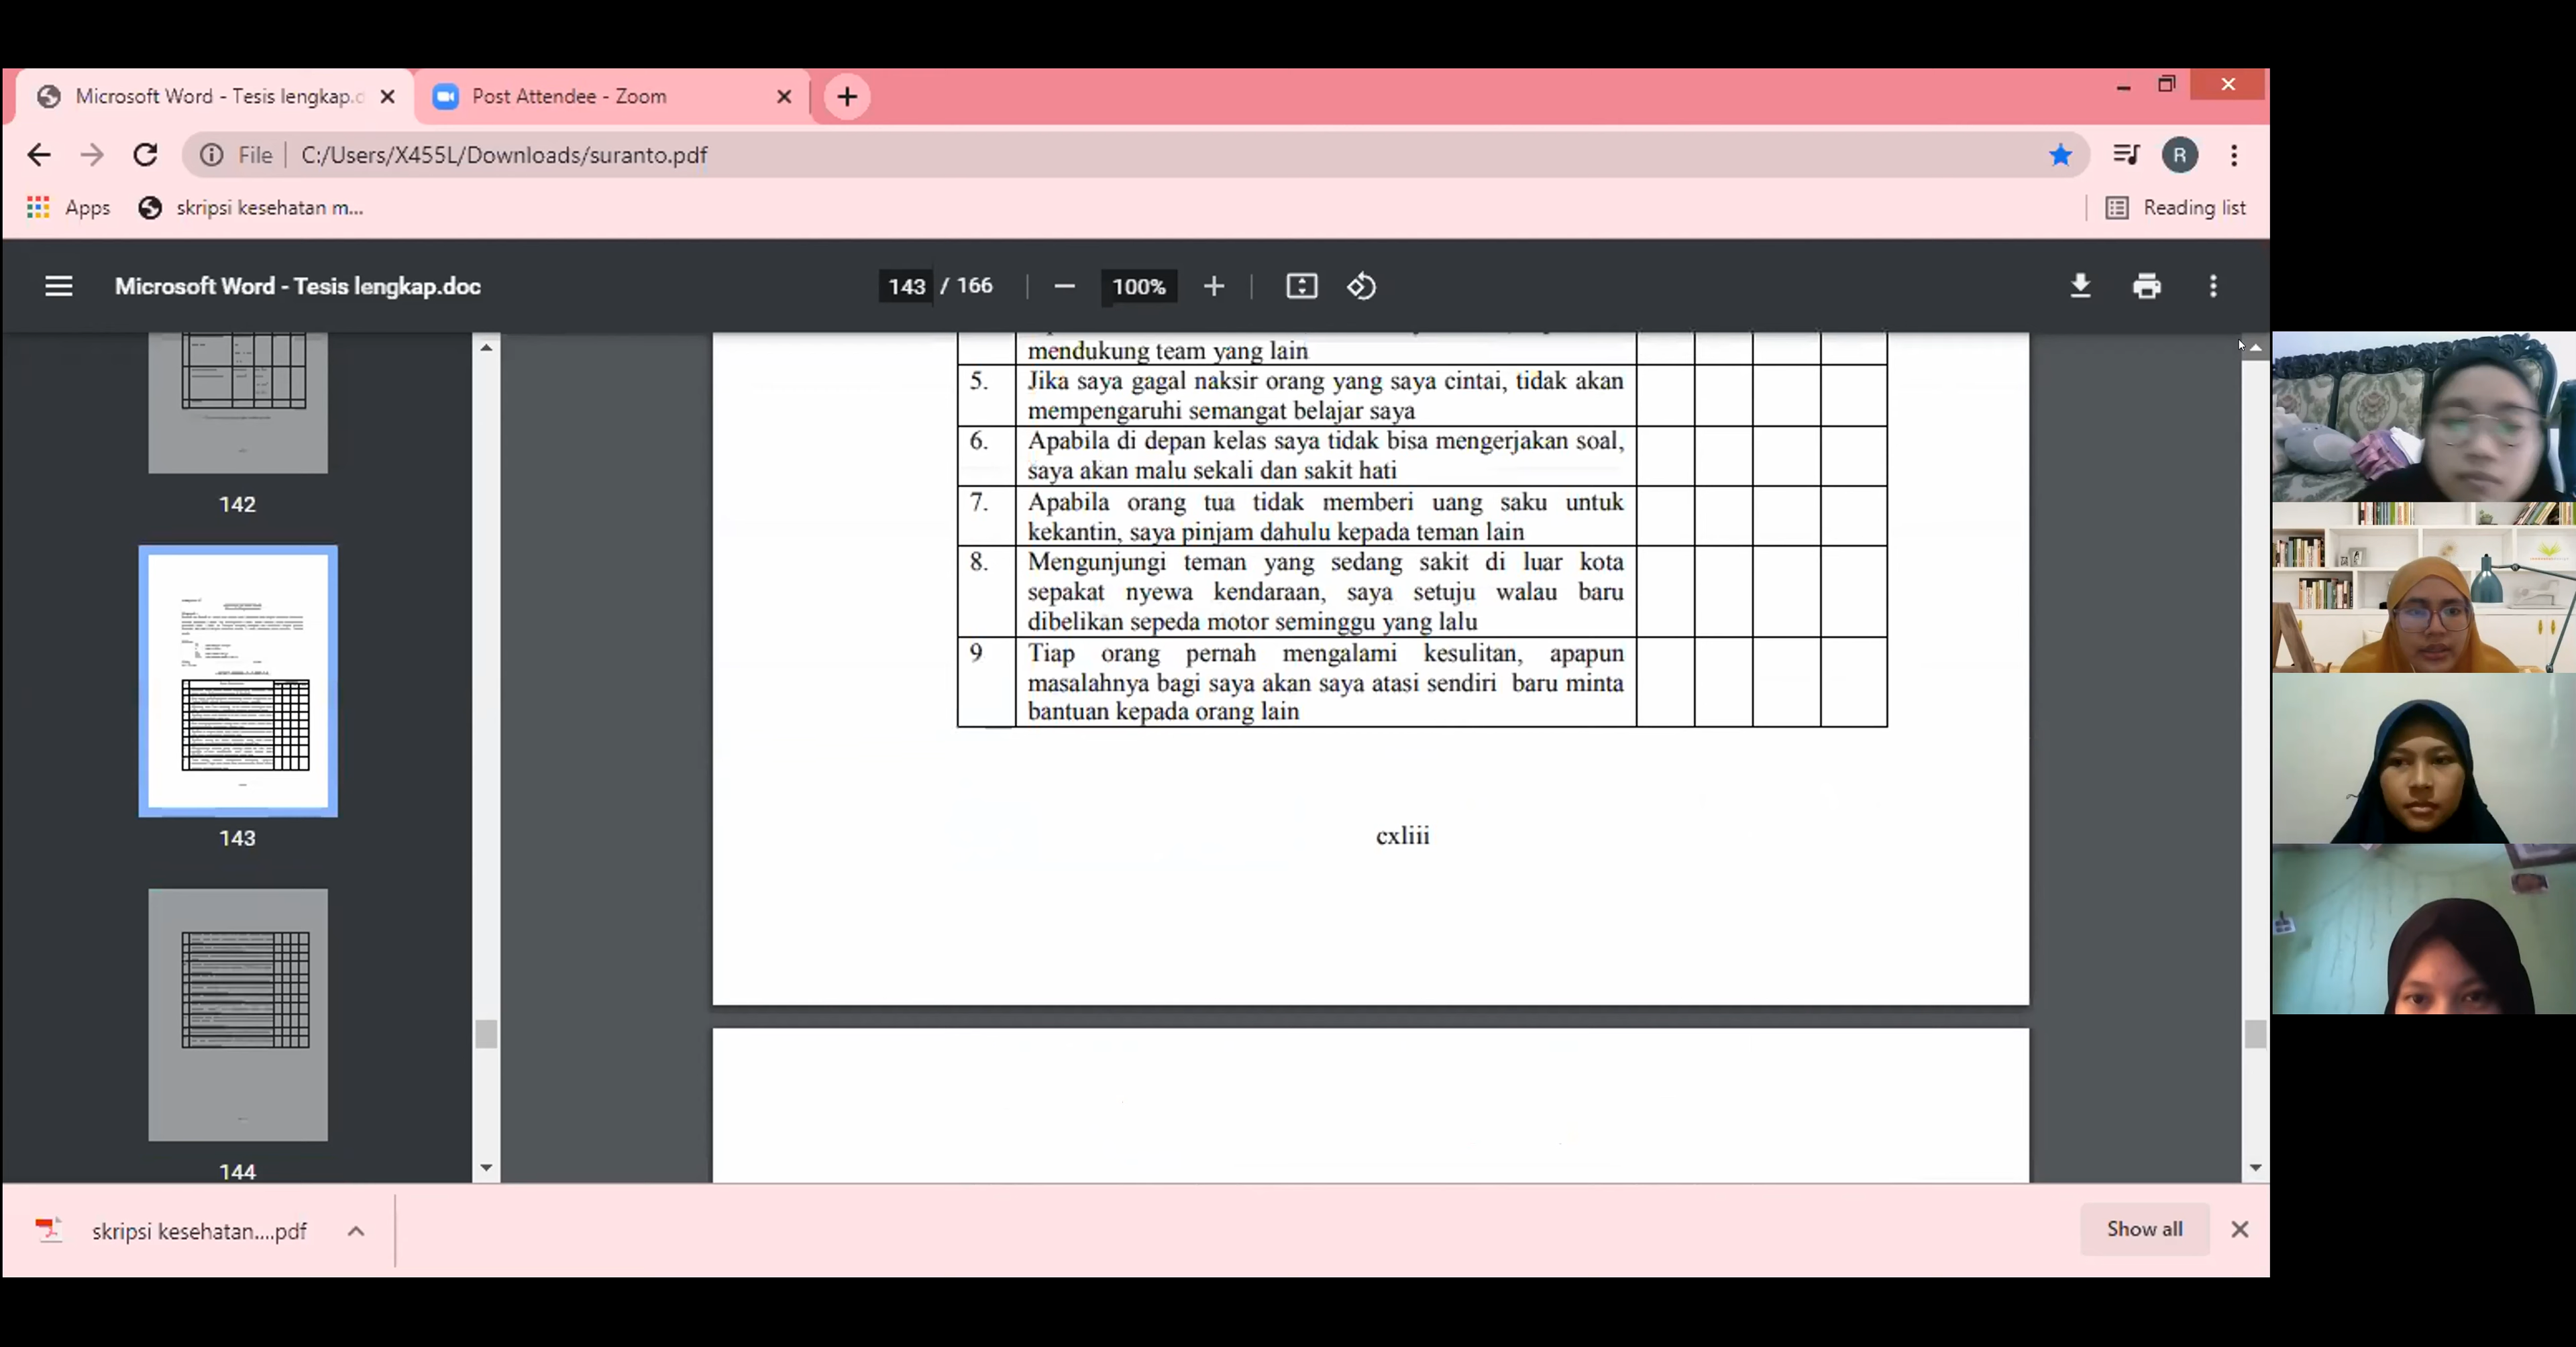 Microsoft Word - Tesis lengkap.d
Post Attendee - Zoom
File
C:/Users/X455L/Downloads/suranto.pdf
R
Apps
skripsi kesehatan m...
Reading list
Microsoft Word - Tesis lengkap.doc
143 / 166
100%
142
143
144
mendukung team yang lain
5. Jika saya gagal naksir orang yang saya cintai, tidak akan
mempengaruhi semangat belajar saya
6. Apabila di depan kelas saya tidak bisa mengerjakan soal,
saya akan malu sekali dan sakit hati
7. Apabila orang tua tidak memberi uang saku untuk
kekantin, saya pinjam dahulu kepada teman lain
8. Mengunjungi teman yang sedang sakit di luar kota
sepakat nyewa kendaraan, saya setuju walau baru
dibelikan sepeda motor seminggu yang lalu
9 Tiap orang pernah mengalami kesulitan, apapun
masalahnya bagi saya akan saya atasi sendiri baru minta
bantuan kepada orang lain
cxliii
skripsi kesehatan....pdf
Show all